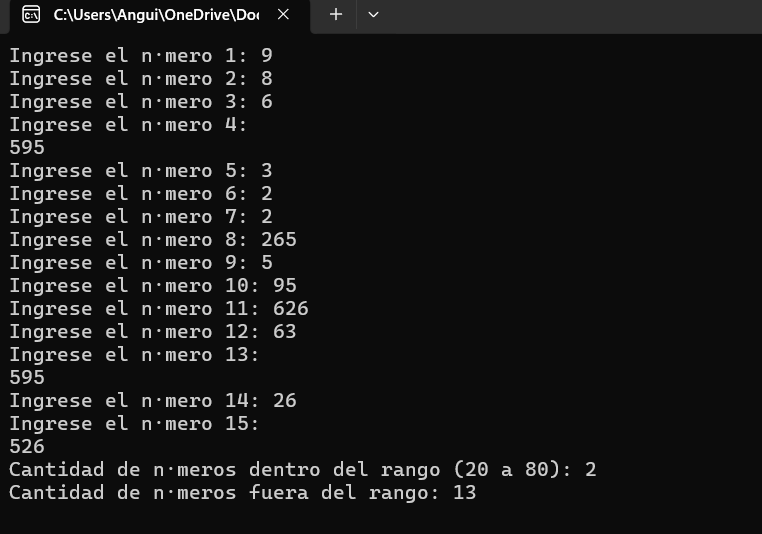 C:\Users\Angui\OneDrive\Doc
Ingrese el n·mero 1: 9
Ingrese el n·mero 2: 8
Ingrese el n·mero 3: 6
Ingrese el n·mero 4:
595
Ingrese el n·mero 5: 3
Ingrese el n·mero 6: 2
Ingrese el n·mero 7: 2
Ingrese el n·mero 8: 265
Ingrese el n·mero 9: 5
Ingrese el n·mero 10: 95
Ingrese el n·mero 11: 626
Ingrese el n·mero 12: 63
Ingrese el n·mero 13:
595
Ingrese el n·mero 14: 26
Ingrese el n·mero 15:
526
Cantidad de n·meros dentro del rango (20 a 80): 2
Cantidad de n·meros fuera del rango: 13